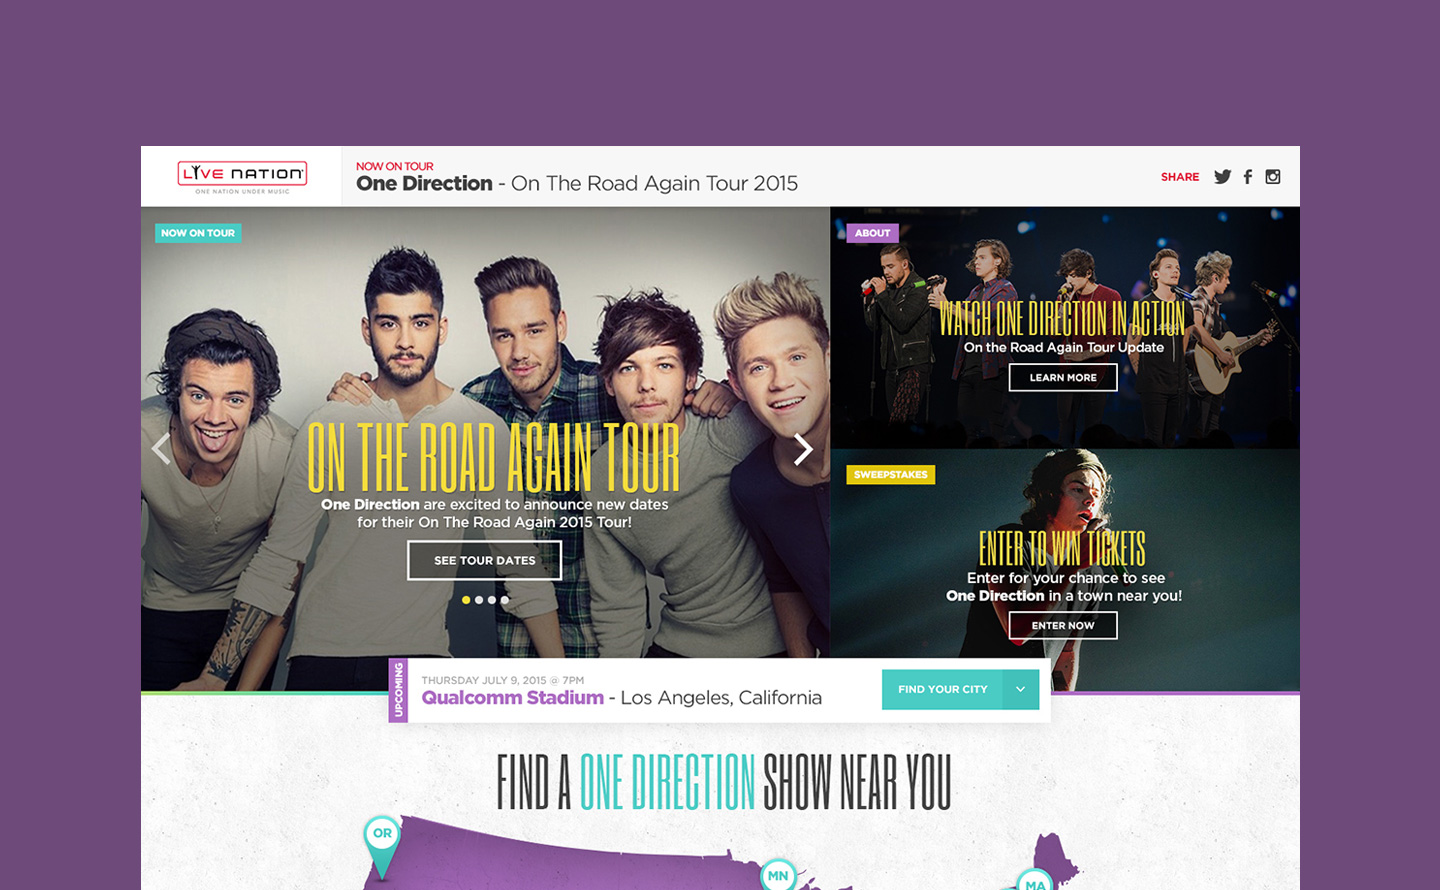 LIVE NATION
ONE NATION UNDER MUSIC
NOW ON TOUR
One Direction - On The Road Again Tour 2015
SHARE
NOW ON TOUR
ON THE ROAD AGAIN TOUR
One Direction are excited to announce new dates
for their On The Road Again 2015 Tour!
SEE TOUR DATES
ABOUT
WATCH ONE DIRECTION IN ACTION
On the Road Again Tour Update
LEARN MORE
SWEEPSTAKES
ENTER TO WIN TICKETS
Enter for your chance to see
One Direction in a town near you!
ENTER NOW
UPCOMING
THURSDAY JULY 9, 2015 @ 7PM
Qualcomm Stadium - Los Angeles, California
FIND YOUR CITY
FIND A ONE DIRECTION SHOW NEAR YOU
OR
MN
MA